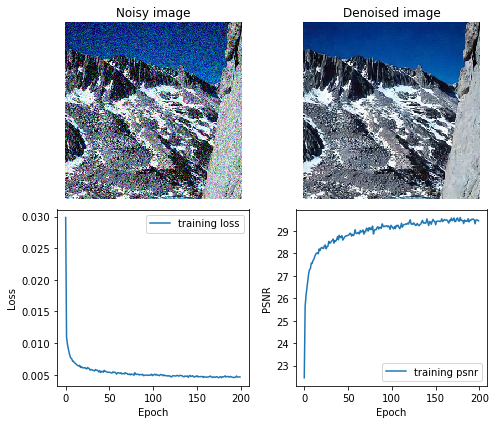 Noisy image
Denoised image
0.030
0.025
0.020
0.015
0.010
0.005
Loss
training loss
0
50
100
150
200
Epoch
29
28
27
26
25
24
23
PSNR
training psnr
0
50
100
150
200
Epoch